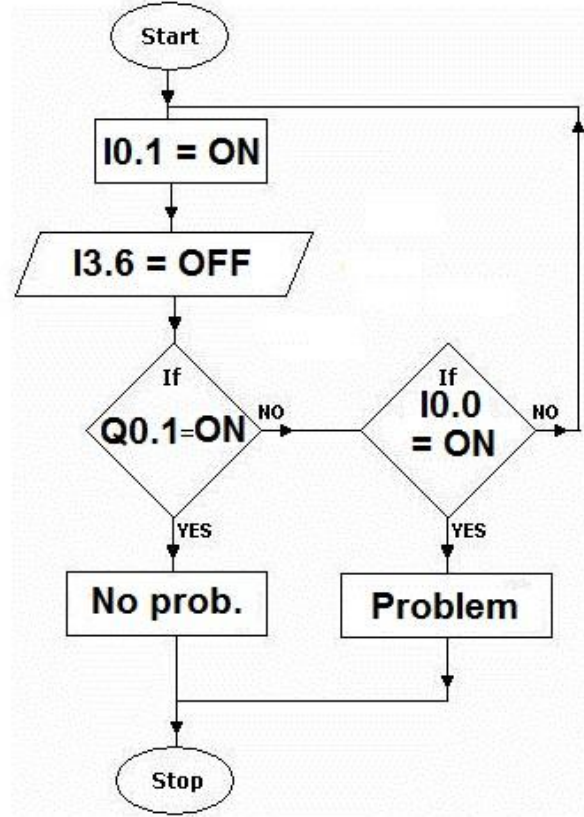 Start
I0.1 = ON
I3.6 = OFF
If
Q0.1=ON
NO
If
I0.0
= ON
NO
YES
YES
No prob.
Problem
Stop